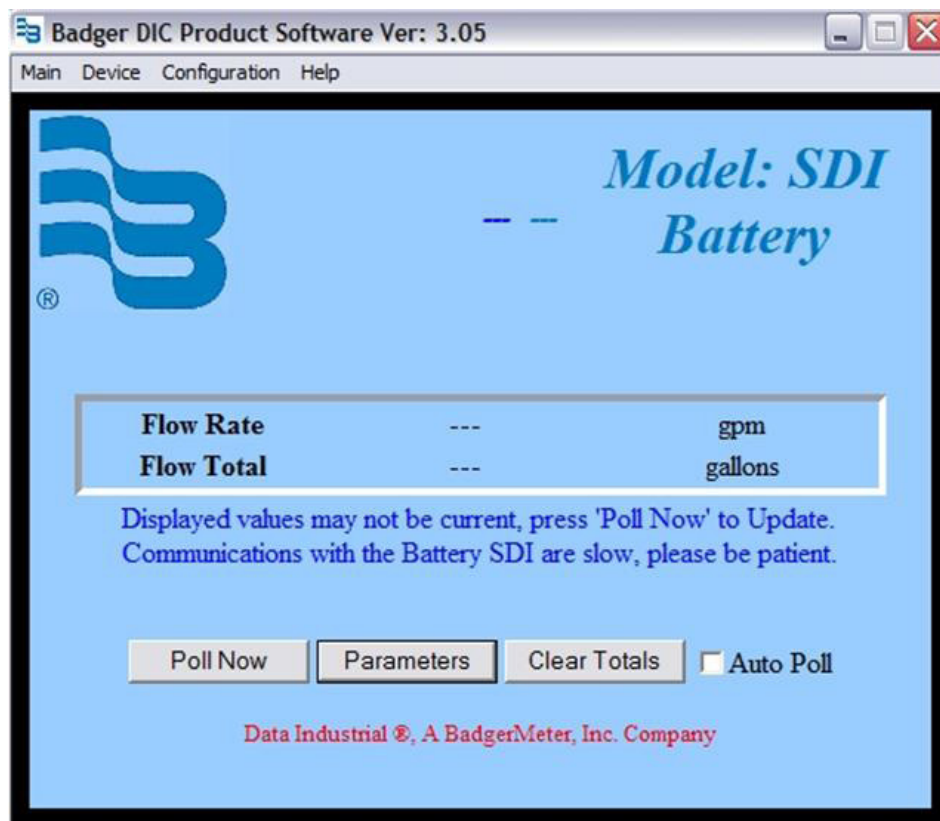 Badger DIC Product Software Ver: 3.05
Main Device Configuration Help
Model: SDI
--- ---
Battery
®
Flow Rate --- gpm
Flow Total --- gallons
Displayed values may not be current, press 'Poll Now' to Update.
Communications with the Battery SDI are slow, please be patient.
Poll Now Parameters Clear Totals Auto Poll
Data Industrial ®, A BadgerMeter, Inc. Company